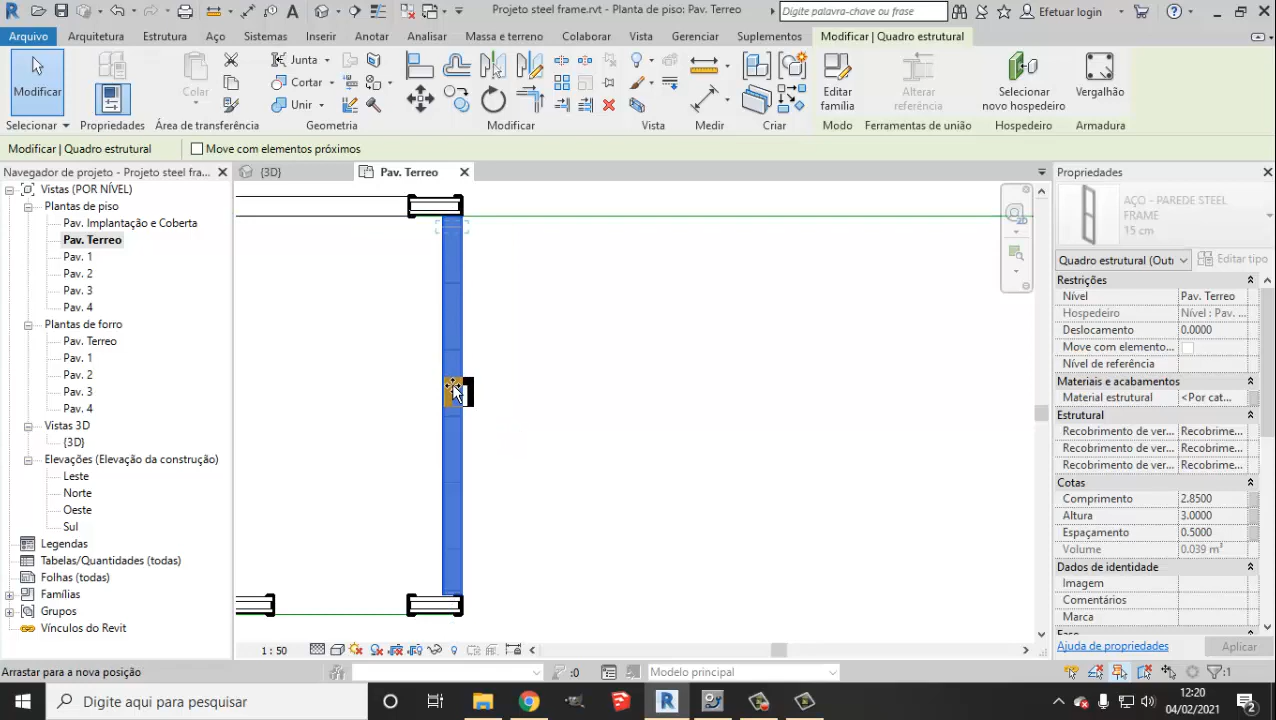 Projeto steel frame.rvt - Planta de piso: Pav. Terreo
Digite palavra-chave ou frase
Efetuar login
Arquivo Arquitetura Estrutura Aço Sistemas Inserir Anotar Analisar Massa e terreno Colaborar Vista Gerenciar Suplementos Modificar | Quadro estrutural
Modificar
Colar
Junta
Cortar
Unir
Editar família
Alterar referência
Selecionar novo hospedeiro
Vergalhão
Selecionar Propriedades Área de transferência Geometria Modificar Vista Medir Criar Modo Ferramentas de união Hospedeiro Armadura
Modificar | Quadro estrutural Move com elementos próximos
Navegador de projeto - Projeto steel fra...
{3D}
Pav. Terreo
Propriedades
Vistas (POR NÍVEL)
Plantas de piso
Pav. Implantação e Coberta
Pav. Terreo
Pav. 1
Pav. 2
Pav. 3
Pav. 4
Plantas de forro
Pav. Terreo
Pav. 1
Pav. 2
Pav. 3
Pav. 4
Vistas 3D
{3D}
Elevações (Elevação da construção)
Leste
Norte
Oeste
Sul
Legendas
Tabelas/Quantidades (todas)
Folhas (todas)
Famílias
Grupos
Vínculos do Revit
2D
AÇO - PAREDE STEEL
FRAME
15 cm
Quadro estrutural (Outr Editar tipo
Restrições
Nível Pav. Terreo
Hospedeiro Nível : Pav. ...
Deslocamento 0.0000
Move com elemento...
Nível de referência
Materiais e acabamentos
Material estrutural <Por cat...
Estrutural
Recobrimento de ver... Recobrime...
Recobrimento de ver... Recobrime...
Recobrimento de ver... Recobrime...
Cotas
Comprimento 2.8500
Altura 3.0000
Espaçamento 0.5000
Volume 0.039 m³
Dados de identidade
Imagem
Comentários
Marca
Fase
Ajuda de propriedades Aplicar
1 : 50
Arrastar para a nova posição
:0
Modelo principal
:1
Digite aqui para pesquisar
12:20
04/02/2021
2